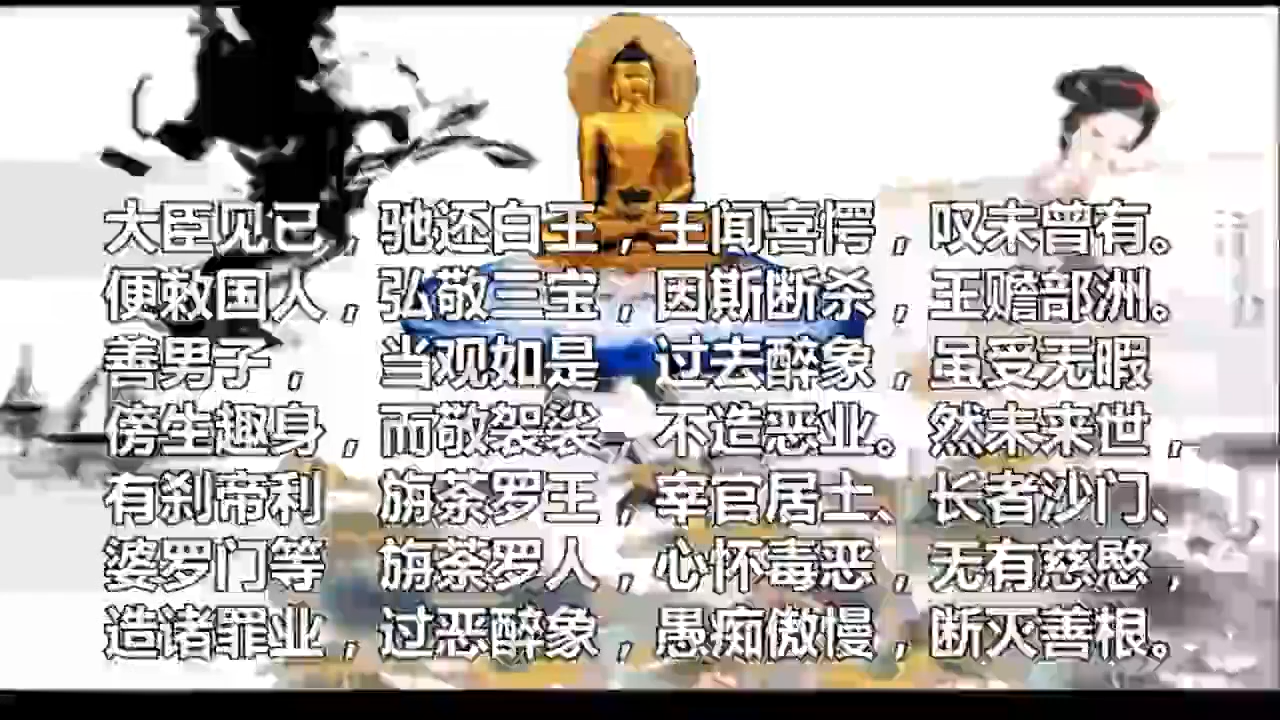 大臣见已，驰还白王，王闻喜愕，叹未曾有。
便敕国人，弘敬三宝，因斯断杀，王赡部洲。
善男子， 当观如是 过去醉象，虽受无暇
傍生趣身，而敬袈裟，不造恶业。然未来世，
有刹帝利 旃茶罗王，宰官居士、长者沙门、
婆罗门等 旃茶罗人，心怀毒恶，无有慈愍，
造诸罪业，过恶醉象，愚痴傲慢，断灭善根。